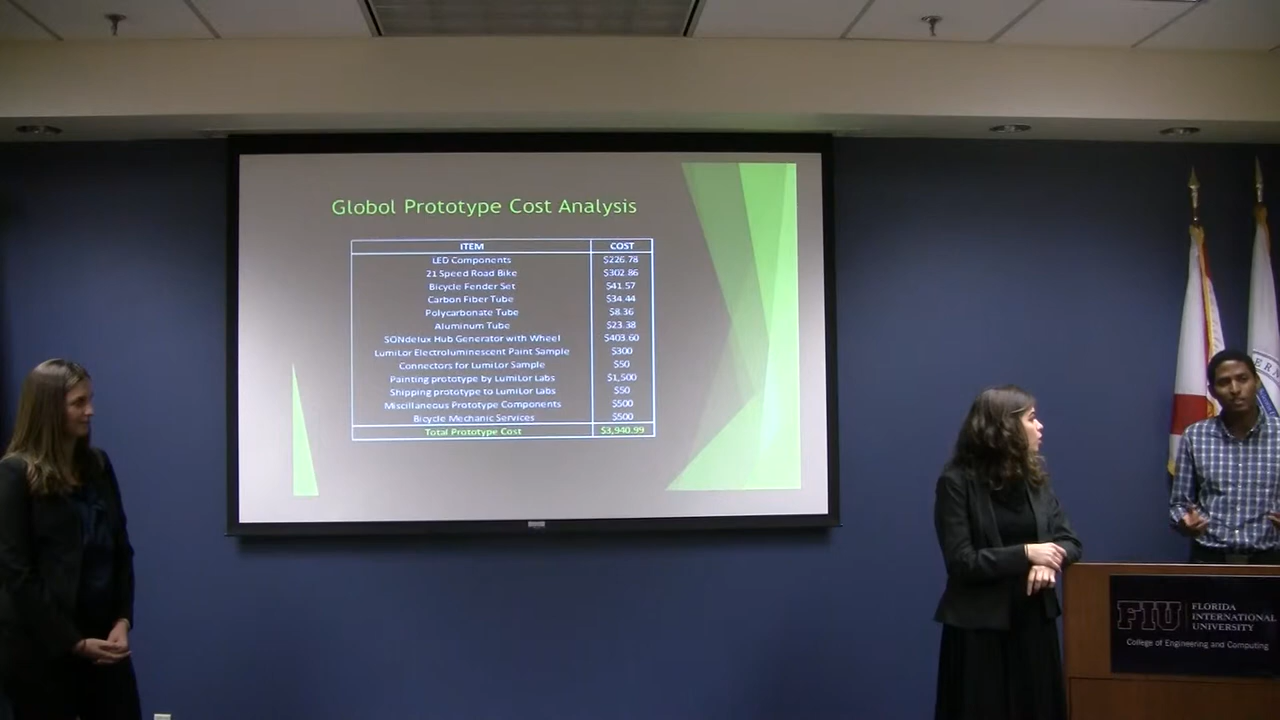 Globol Prototype Cost Analysis
ITEM COST
LED Components $226.78
21 Speed Road Bike $302.86
Bicycle Fender Set $41.57
Carbon Fiber Tube $34.44
Polycarbonate Tube $8.36
Aluminum Tube $23.38
SONdelux Hub Generator with Wheel $403.60
LumiLor Electroluminescent Paint Sample $300
Connectors for LumiLor Sample $50
Painting prototype by LumiLor Labs $1,500
Shipping prototype to LumiLor Labs $50
Miscellaneous Prototype Components $500
Bicycle Mechanic Services $500
Total Prototype Cost $3,940.99
FIU FLORIDA
INTERNATIONAL
UNIVERSITY
College of Engineering and Computing